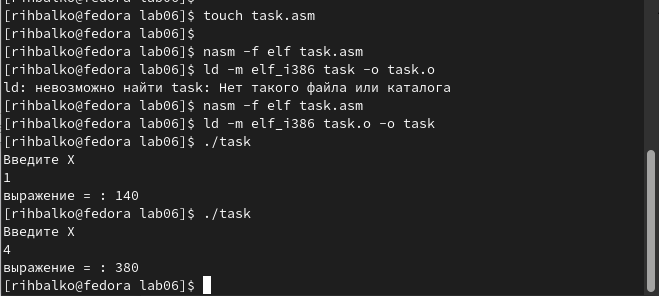 [rihbalko@fedora lab06]$ touch task.asm
[rihbalko@fedora lab06]$
[rihbalko@fedora lab06]$ nasm -f elf task.asm
[rihbalko@fedora lab06]$ ld -m elf_i386 task -o task.o
ld: невозможно найти task: Нет такого файла или каталога
[rihbalko@fedora lab06]$ nasm -f elf task.asm
[rihbalko@fedora lab06]$ ld -m elf_i386 task.o -o task
[rihbalko@fedora lab06]$ ./task
Введите X
1
выражение = : 140
[rihbalko@fedora lab06]$ ./task
Введите X
4
выражение = : 380
[rihbalko@fedora lab06]$